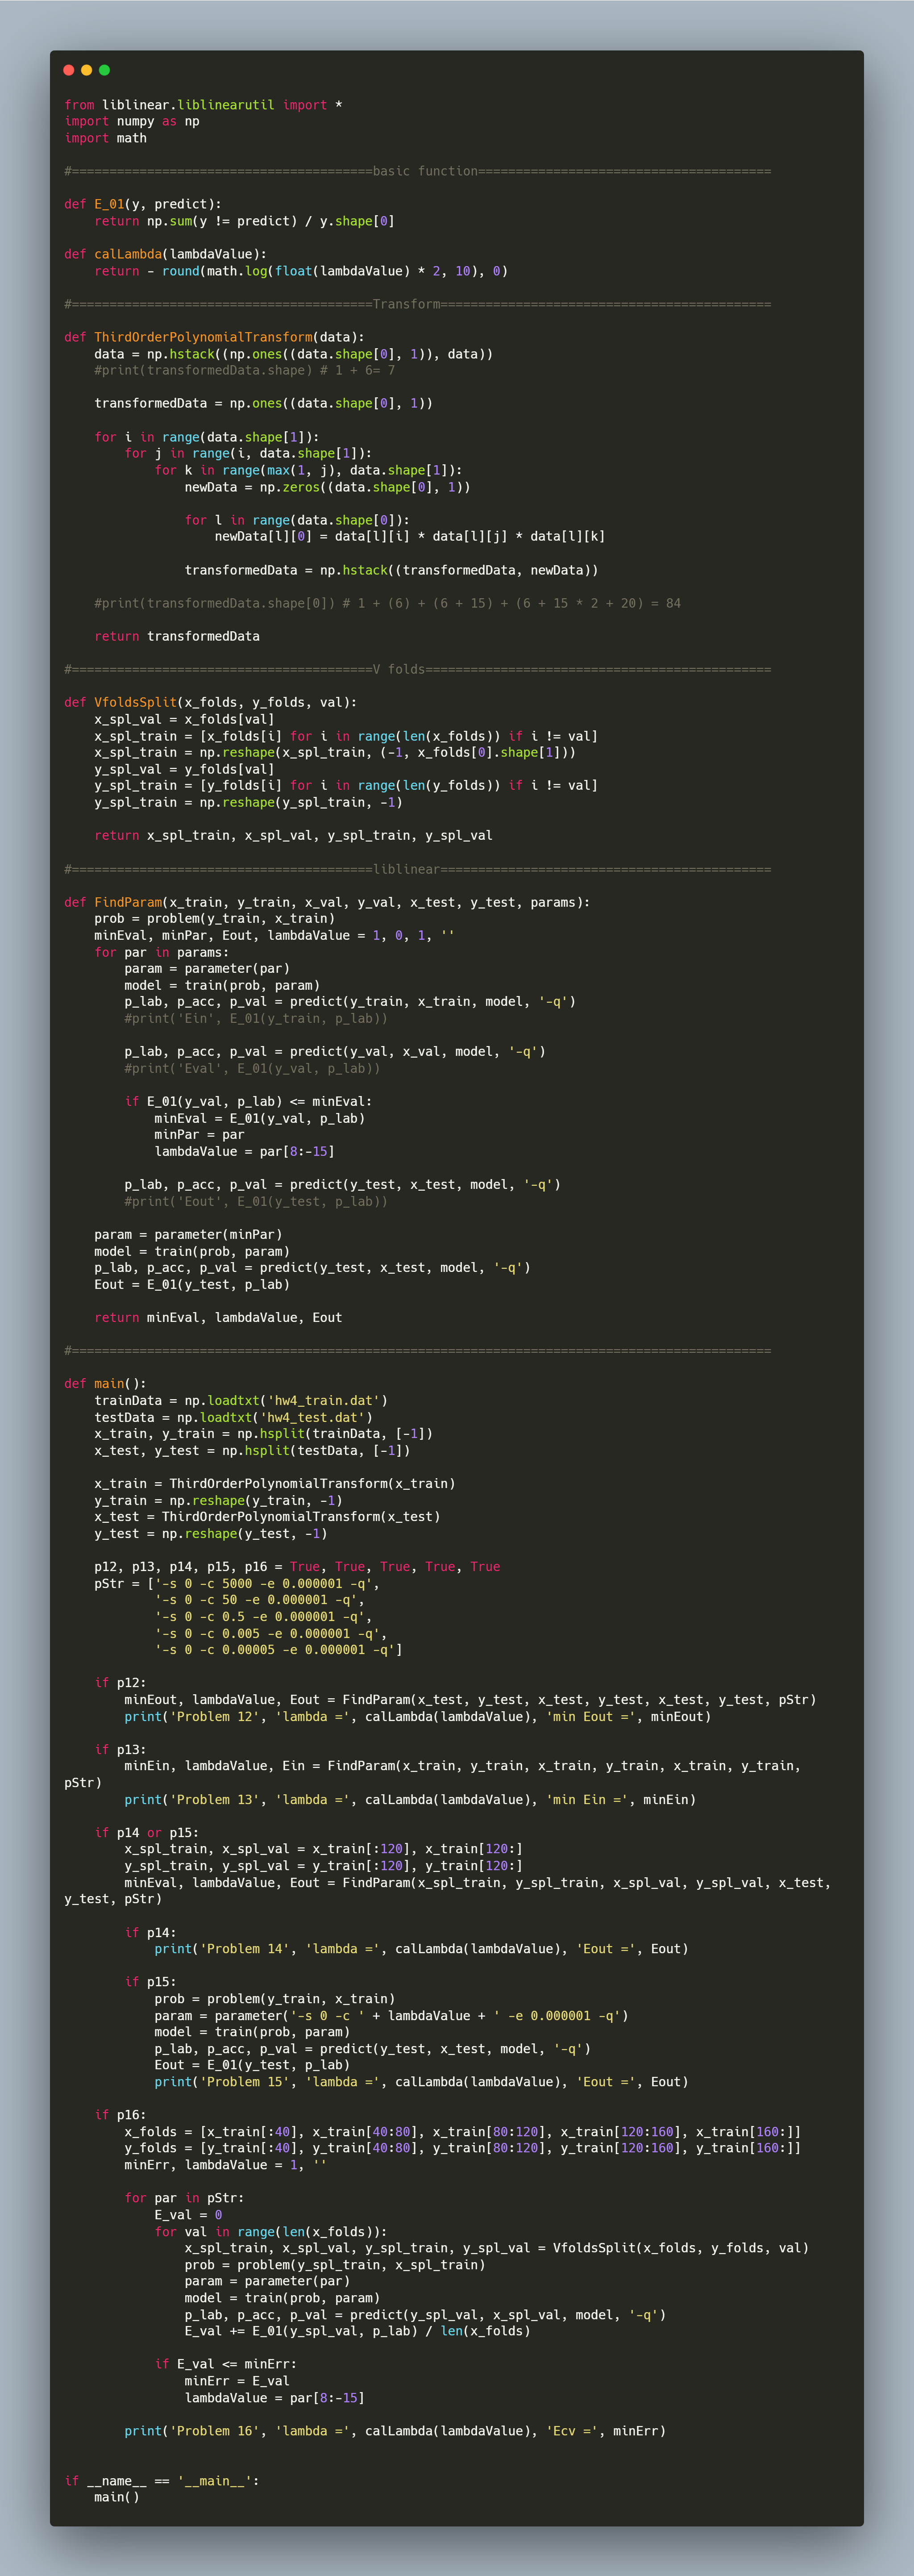 from liblinear.liblinearutil import *
import numpy as np
import math
#========================================basic function=======================================
def E_01(y, predict):
    return np.sum(y != predict) / y.shape[0]
def calLambda(lambdaValue):
    return - round(math.log(float(lambdaValue) * 2, 10), 0)
#========================================Transform============================================
def ThirdOrderPolynomialTransform(data):
    data = np.hstack((np.ones((data.shape[0], 1)), data))
    #print(transformedData.shape) # 1 + 6= 7
    transformedData = np.ones((data.shape[0], 1))
    for i in range(data.shape[1]):
        for j in range(i, data.shape[1]):
            for k in range(max(1, j), data.shape[1]):
                newData = np.zeros((data.shape[0], 1))
                for l in range(data.shape[0]):
                    newData[l][0] = data[l][i] * data[l][j] * data[l][k]
                transformedData = np.hstack((transformedData, newData))
    #print(transformedData.shape[0]) # 1 + (6) + (6 + 15) + (6 + 15 * 2 + 20) = 84
    return transformedData
#========================================V folds==============================================
def VfoldsSplit(x_folds, y_folds, val):
    x_spl_val = x_folds[val]
    x_spl_train = [x_folds[i] for i in range(len(x_folds)) if i != val]
    x_spl_train = np.reshape(x_spl_train, (-1, x_folds[0].shape[1]))
    y_spl_val = y_folds[val]
    y_spl_train = [y_folds[i] for i in range(len(y_folds)) if i != val]
    y_spl_train = np.reshape(y_spl_train, -1)
    return x_spl_train, x_spl_val, y_spl_train, y_spl_val
#========================================liblinear============================================
def FindParam(x_train, y_train, x_val, y_val, x_test, y_test, params):
    prob = problem(y_train, x_train)
    minEval, minPar, Eout, lambdaValue = 1, 0, 1, ''
    for par in params:
        param = parameter(par)
        model = train(prob, param)
        p_lab, p_acc, p_val = predict(y_train, x_train, model, '-q')
        #print('Ein', E_01(y_train, p_lab))
        p_lab, p_acc, p_val = predict(y_val, x_val, model, '-q')
        #print('Eval', E_01(y_val, p_lab))
        if E_01(y_val, p_lab) <= minEval:
            minEval = E_01(y_val, p_lab)
            minPar = par
            lambdaValue = par[8:-15]
        p_lab, p_acc, p_val = predict(y_test, x_test, model, '-q')
        #print('Eout', E_01(y_test, p_lab))
    param = parameter(minPar)
    model = train(prob, param)
    p_lab, p_acc, p_val = predict(y_test, x_test, model, '-q')
    Eout = E_01(y_test, p_lab)
    return minEval, lambdaValue, Eout
#=============================================================================================
def main():
    trainData = np.loadtxt('hw4_train.dat')
    testData = np.loadtxt('hw4_test.dat')
    x_train, y_train = np.hsplit(trainData, [-1])
    x_test, y_test = np.hsplit(testData, [-1])
    x_train = ThirdOrderPolynomialTransform(x_train)
    y_train = np.reshape(y_train, -1)
    x_test = ThirdOrderPolynomialTransform(x_test)
    y_test = np.reshape(y_test, -1)
    p12, p13, p14, p15, p16 = True, True, True, True, True
    pStr = ['-s 0 -c 5000 -e 0.000001 -q',
            '-s 0 -c 50 -e 0.000001 -q',
            '-s 0 -c 0.5 -e 0.000001 -q',
            '-s 0 -c 0.005 -e 0.000001 -q',
            '-s 0 -c 0.00005 -e 0.000001 -q']
    if p12:
        minEout, lambdaValue, Eout = FindParam(x_test, y_test, x_test, y_test, x_test, y_test, pStr)
        print('Problem 12', 'lambda =', calLambda(lambdaValue), 'min Eout =', minEout)
    if p13:
        minEin, lambdaValue, Ein = FindParam(x_train, y_train, x_train, y_train, x_train, y_train,
pStr)
        print('Problem 13', 'lambda =', calLambda(lambdaValue), 'min Ein =', minEin)
    if p14 or p15:
        x_spl_train, x_spl_val = x_train[:120], x_train[120:]
        y_spl_train, y_spl_val = y_train[:120], y_train[120:]
        minEval, lambdaValue, Eout = FindParam(x_spl_train, y_spl_train, x_spl_val, y_spl_val, x_test,
y_test, pStr)
        if p14:
            print('Problem 14', 'lambda =', calLambda(lambdaValue), 'Eout =', Eout)
        if p15:
            prob = problem(y_train, x_train)
            param = parameter('-s 0 -c ' + lambdaValue + ' -e 0.000001 -q')
            model = train(prob, param)
            p_lab, p_acc, p_val = predict(y_test, x_test, model, '-q')
            Eout = E_01(y_test, p_lab)
            print('Problem 15', 'lambda =', calLambda(lambdaValue), 'Eout =', Eout)
    if p16:
        x_folds = [x_train[:40], x_train[40:80], x_train[80:120], x_train[120:160], x_train[160:]]
        y_folds = [y_train[:40], y_train[40:80], y_train[80:120], y_train[120:160], y_train[160:]]
        minErr, lambdaValue = 1, ''
        for par in pStr:
            E_val = 0
            for val in range(len(x_folds)):
                x_spl_train, x_spl_val, y_spl_train, y_spl_val = VfoldsSplit(x_folds, y_folds, val)
                prob = problem(y_spl_train, x_spl_train)
                param = parameter(par)
                model = train(prob, param)
                p_lab, p_acc, p_val = predict(y_spl_val, x_spl_val, model, '-q')
                E_val += E_01(y_spl_val, p_lab) / len(x_folds)
            if E_val <= minErr:
                minErr = E_val
                lambdaValue = par[8:-15]
        print('Problem 16', 'lambda =', calLambda(lambdaValue), 'Ecv =', minErr)
if __name__ == '__main__':
    main()